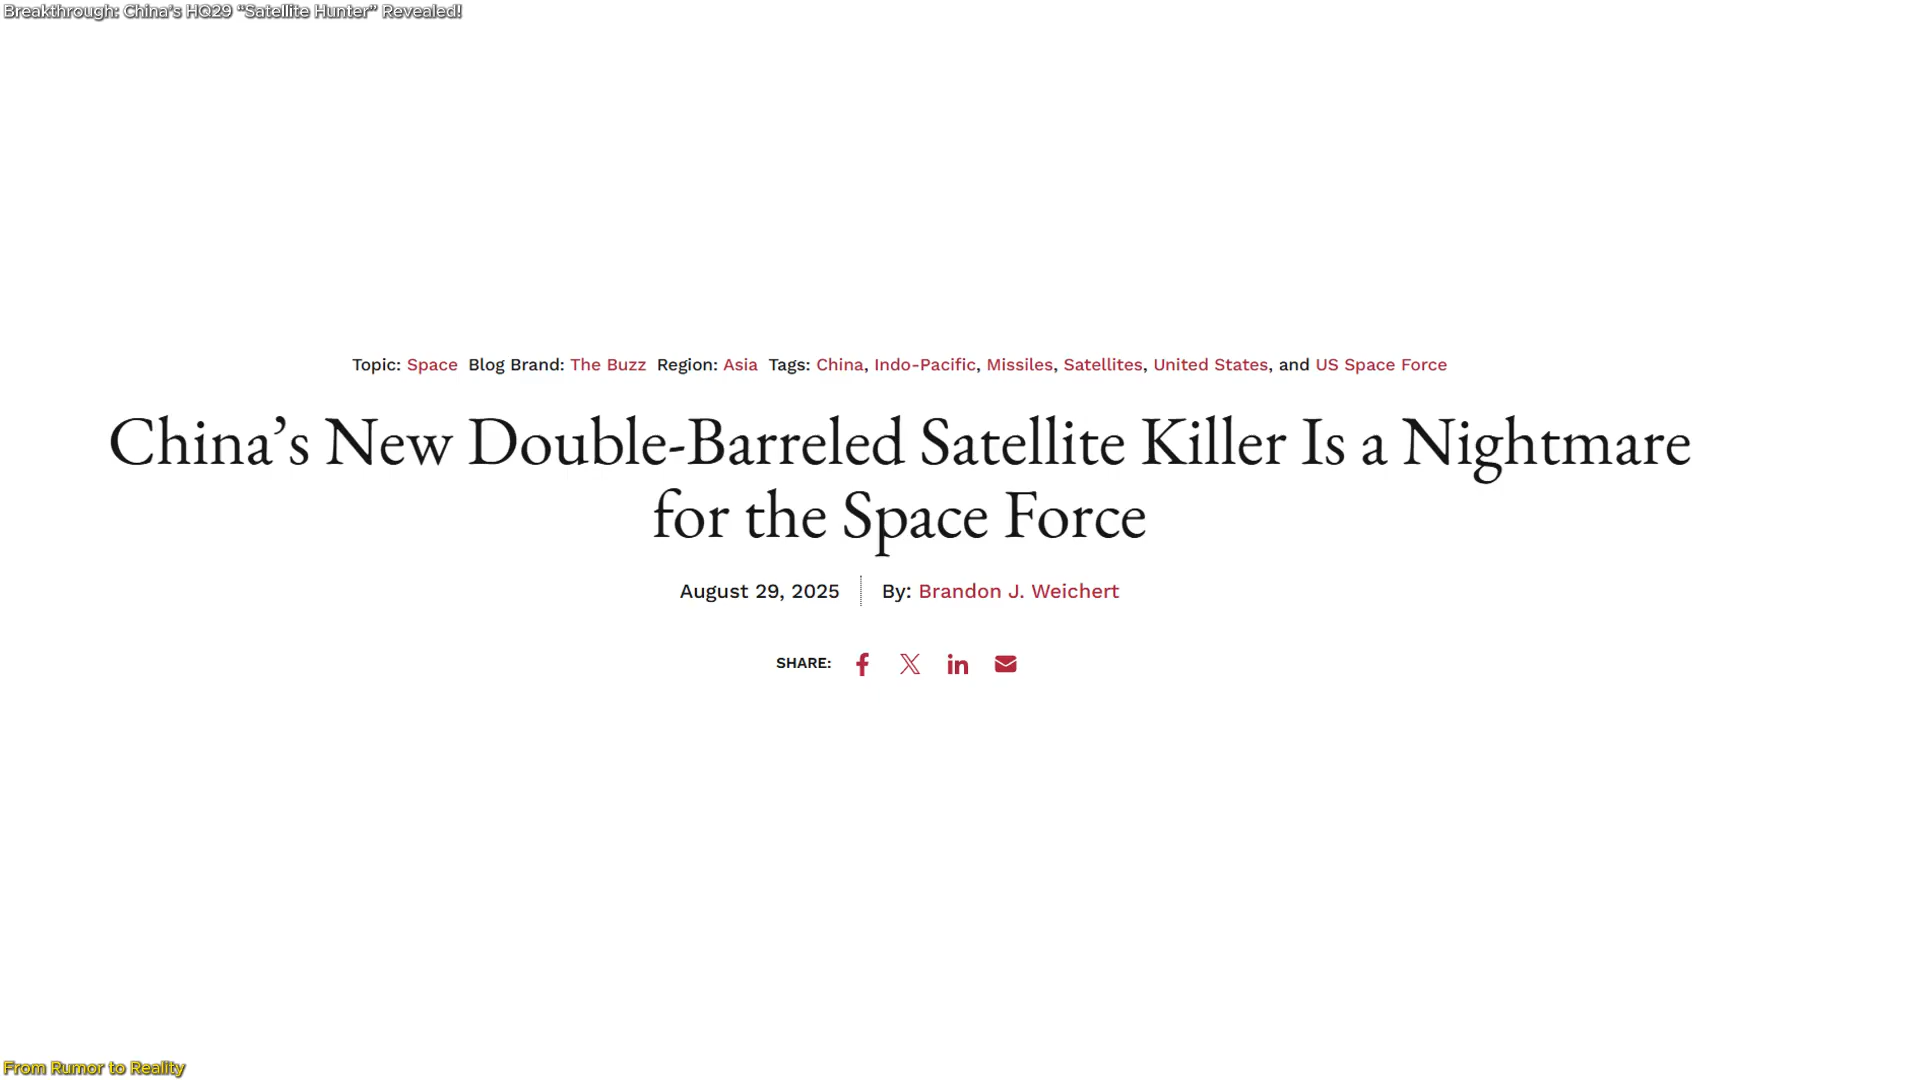 Breakthrough: China's HQ29 "Satellite Hunter" Revealed!
Topic: Space Blog Brand: The Buzz Region: Asia Tags: China, Indo-Pacific, Missiles, Satellites, United States, and US Space Force
China’s New Double-Barreled Satellite Killer Is a Nightmare
for the Space Force
August 29, 2025 By: Brandon J. Weichert
SHARE:
From Rumor to Reality